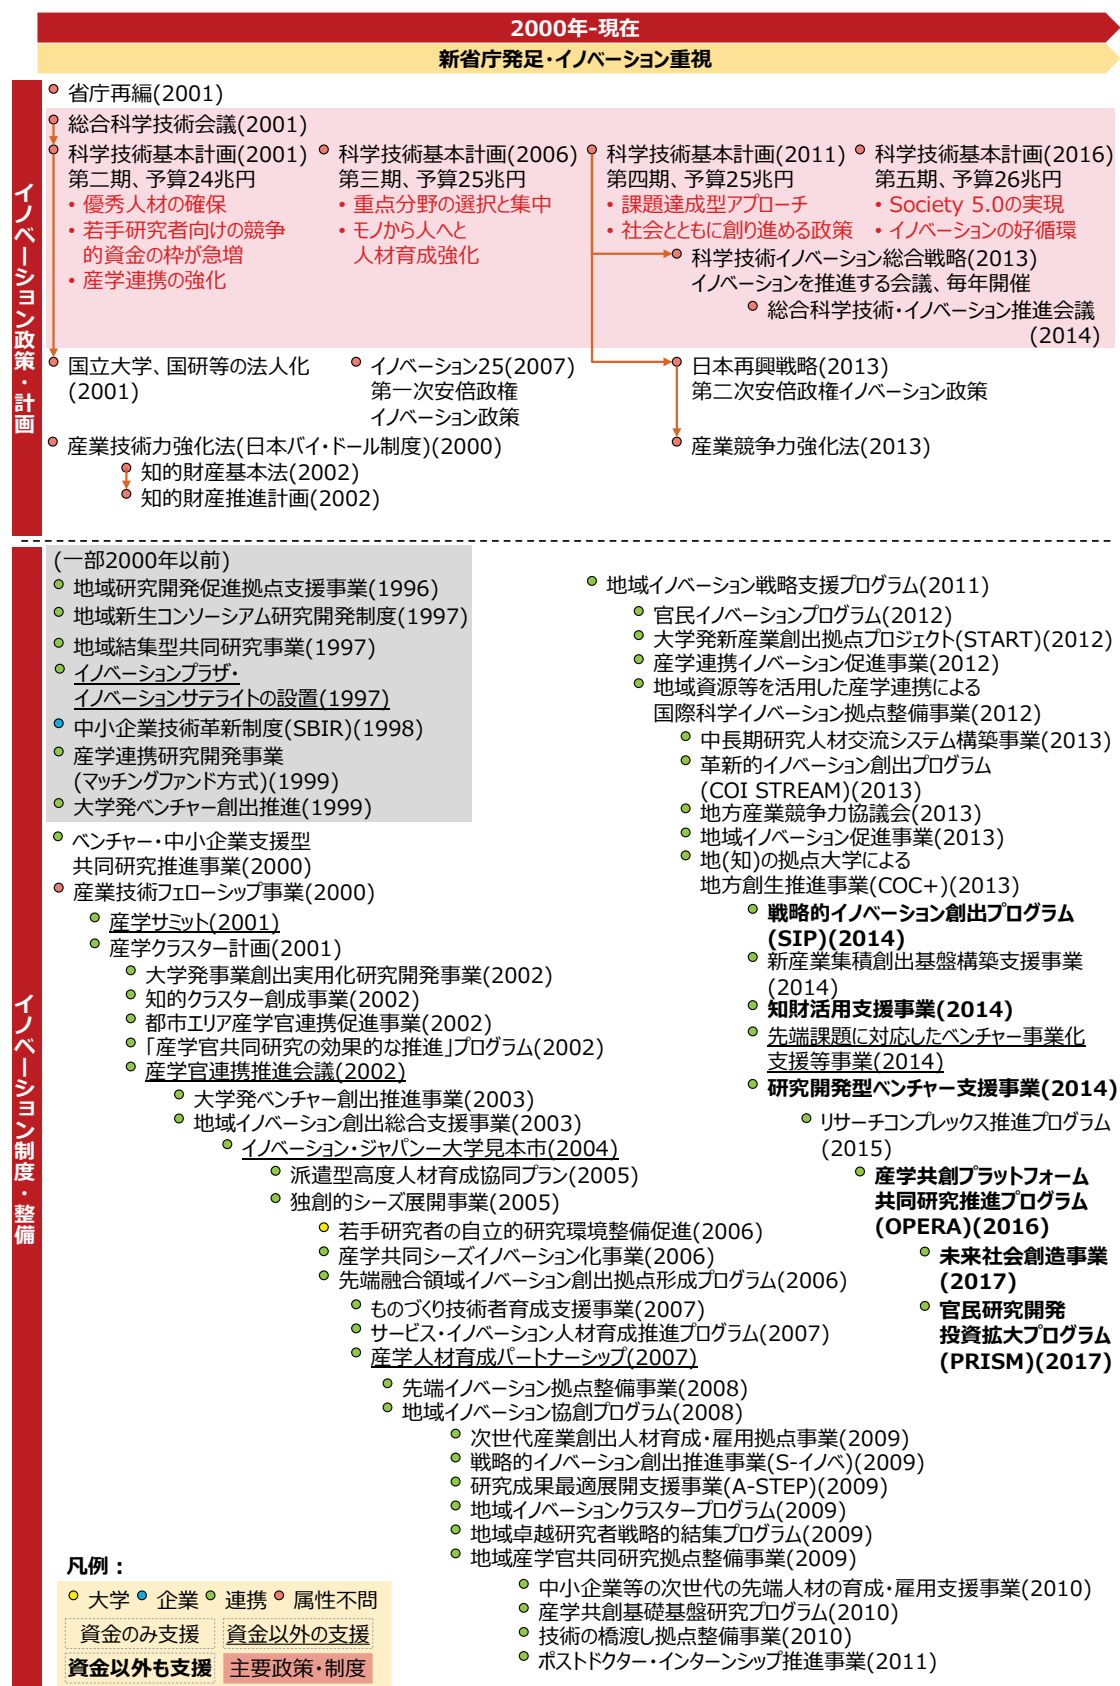 2000年-現在
新省庁発足・イノベーション重視
イノベーション政策・計画
省庁再編(2001)
総合科学技術会議(2001)
科学技術基本計画(2001)
第二期、予算24兆円
• 優秀人材の確保
• 若手研究者向けの競争
的資金の枠が急増
• 産学連携の強化
科学技術基本計画(2006)
第三期、予算25兆円
• 重点分野の選択と集中
• モノから人へと
人材育成強化
科学技術基本計画(2011)
第四期、予算25兆円
• 課題達成型アプローチ
• 社会とともに創り進める政策
科学技術基本計画(2016)
第五期、予算26兆円
• Society 5.0の実現
• イノベーションの好循環
科学技術イノベーション総合戦略(2013)
イノベーションを推進する会議、毎年開催
総合科学技術・イノベーション推進会議
(2014)
国立大学、国研等の法人化
(2001)
イノベーション25(2007)
第一次安倍政権
イノベーション政策
日本再興戦略(2013)
第二次安倍政権イノベーション政策
産業技術力強化法(日本バイ・ドール制度)(2000)
産業競争力強化法(2013)
知的財産基本法(2002)
知的財産推進計画(2002)
イノベーション制度・整備
(一部2000年以前)
地域研究開発促進拠点支援事業(1996)
地域新生コンソーシアム研究開発制度(1997)
地域結集型共同研究事業(1997)
イノベーションプラザ・
イノベーションサテライトの設置(1997)
中小企業技術革新制度(SBIR)(1998)
産学連携研究開発事業
(マッチングファンド方式)(1999)
大学発ベンチャー創出推進(1999)
ベンチャー・中小企業支援型
共同研究推進事業(2000)
産業技術フェローシップ事業(2000)
産学サミット(2001)
産学クラスター計画(2001)
大学発事業創出実用化研究開発事業(2002)
知的クラスター創成事業(2002)
都市エリア産学官連携促進事業(2002)
「産学官共同研究の効果的な推進」プログラム(2002)
産学官連携推進会議(2002)
大学発ベンチャー創出推進事業(2003)
地域イノベーション創出総合支援事業(2003)
イノベーション・ジャパンー大学見本市(2004)
派遣型高度人材育成協同プラン(2005)
独創的シーズ展開事業(2005)
若手研究者の自立的研究環境整備促進(2006)
産学共同シーズイノベーション化事業(2006)
先端融合領域イノベーション創出拠点形成プログラム(2006)
ものづくり技術者育成支援事業(2007)
サービス・イノベーション人材育成推進プログラム(2007)
産学人材育成パートナーシップ(2007)
先端イノベーション拠点整備事業(2008)
地域イノベーション協創プログラム(2008)
次世代産業創出人材育成・雇用拠点事業(2009)
戦略的イノベーション創出推進事業(S-イノベ)(2009)
研究成果最適展開支援事業(A-STEP)(2009)
地域イノベーションクラスタープログラム(2009)
地域卓越研究者戦略的結集プログラム(2009)
地域産学官共同研究拠点整備事業(2009)
中小企業等の次世代の先端人材の育成・雇用支援事業(2010)
産学共創基礎基盤研究プログラム(2010)
技術の橋渡し拠点整備事業(2010)
ポストドクター・インターンシップ推進事業(2011)
地域イノベーション戦略支援プログラム(2011)
官民イノベーションプログラム(2012)
大学発新産業創出拠点プロジェクト(START)(2012)
産学連携イノベーション促進事業(2012)
地域資源等を活用した産学連携による
国際科学イノベーション拠点整備事業(2012)
中長期研究人材交流システム構築事業(2013)
革新的イノベーション創出プログラム
(COI STREAM)(2013)
地方産業競争力協議会(2013)
地域イノベーション促進事業(2013)
地(知)の拠点大学による
地方創生推進事業(COC+)(2013)
戦略的イノベーション創出プログラム
(SIP)(2014)
新産業集積創出基盤構築支援事業
(2014)
知財活用支援事業(2014)
先端課題に対応したベンチャー事業化
支援等事業(2014)
研究開発型ベンチャー支援事業(2014)
リサーチコンプレックス推進プログラム
(2015)
産学共創プラットフォーム
共同研究推進プログラム
(OPERA)(2016)
未来社会創造事業
(2017)
官民研究開発
投資拡大プログラム
(PRISM)(2017)
凡例：
大学 企業 連携 属性不問
資金のみ支援 資金以外の支援
資金以外も支援 主要政策・制度